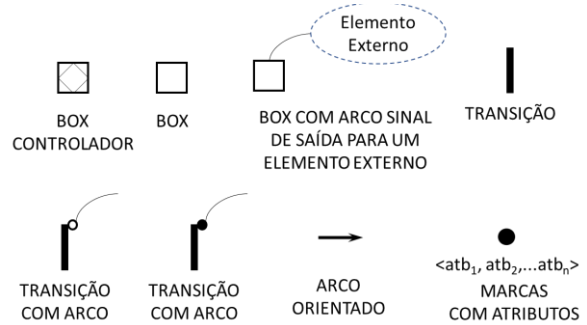 Elemento
Externo
BOX
CONTROLADOR
BOX
BOX COM ARCO SINAL
DE SAÍDA PARA UM
ELEMENTO EXTERNO
TRANSIÇÃO
TRANSIÇÃO
COM ARCO
TRANSIÇÃO
COM ARCO
ARCO
ORIENTADO
<atb₁, atb₂,...atbₙ>
MARCAS
COM ATRIBUTOS